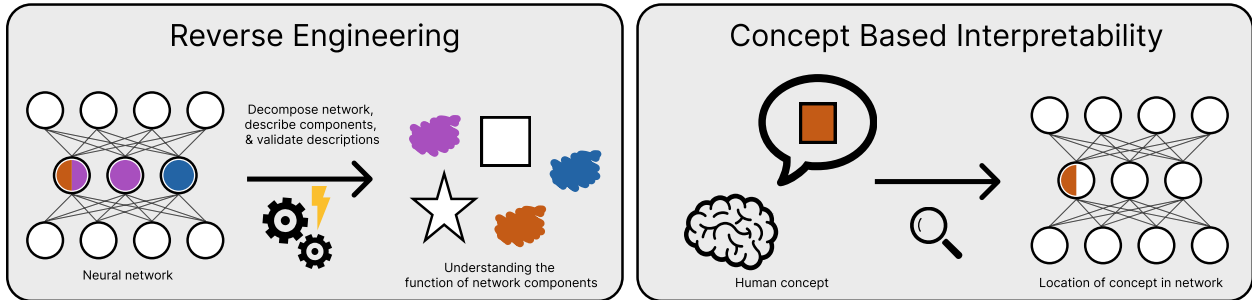 Reverse Engineering
Decompose network,
describe components,
& validate descriptions
Neural network
Understanding the
function of network components
Concept Based Interpretability
Human concept
Location of concept in network